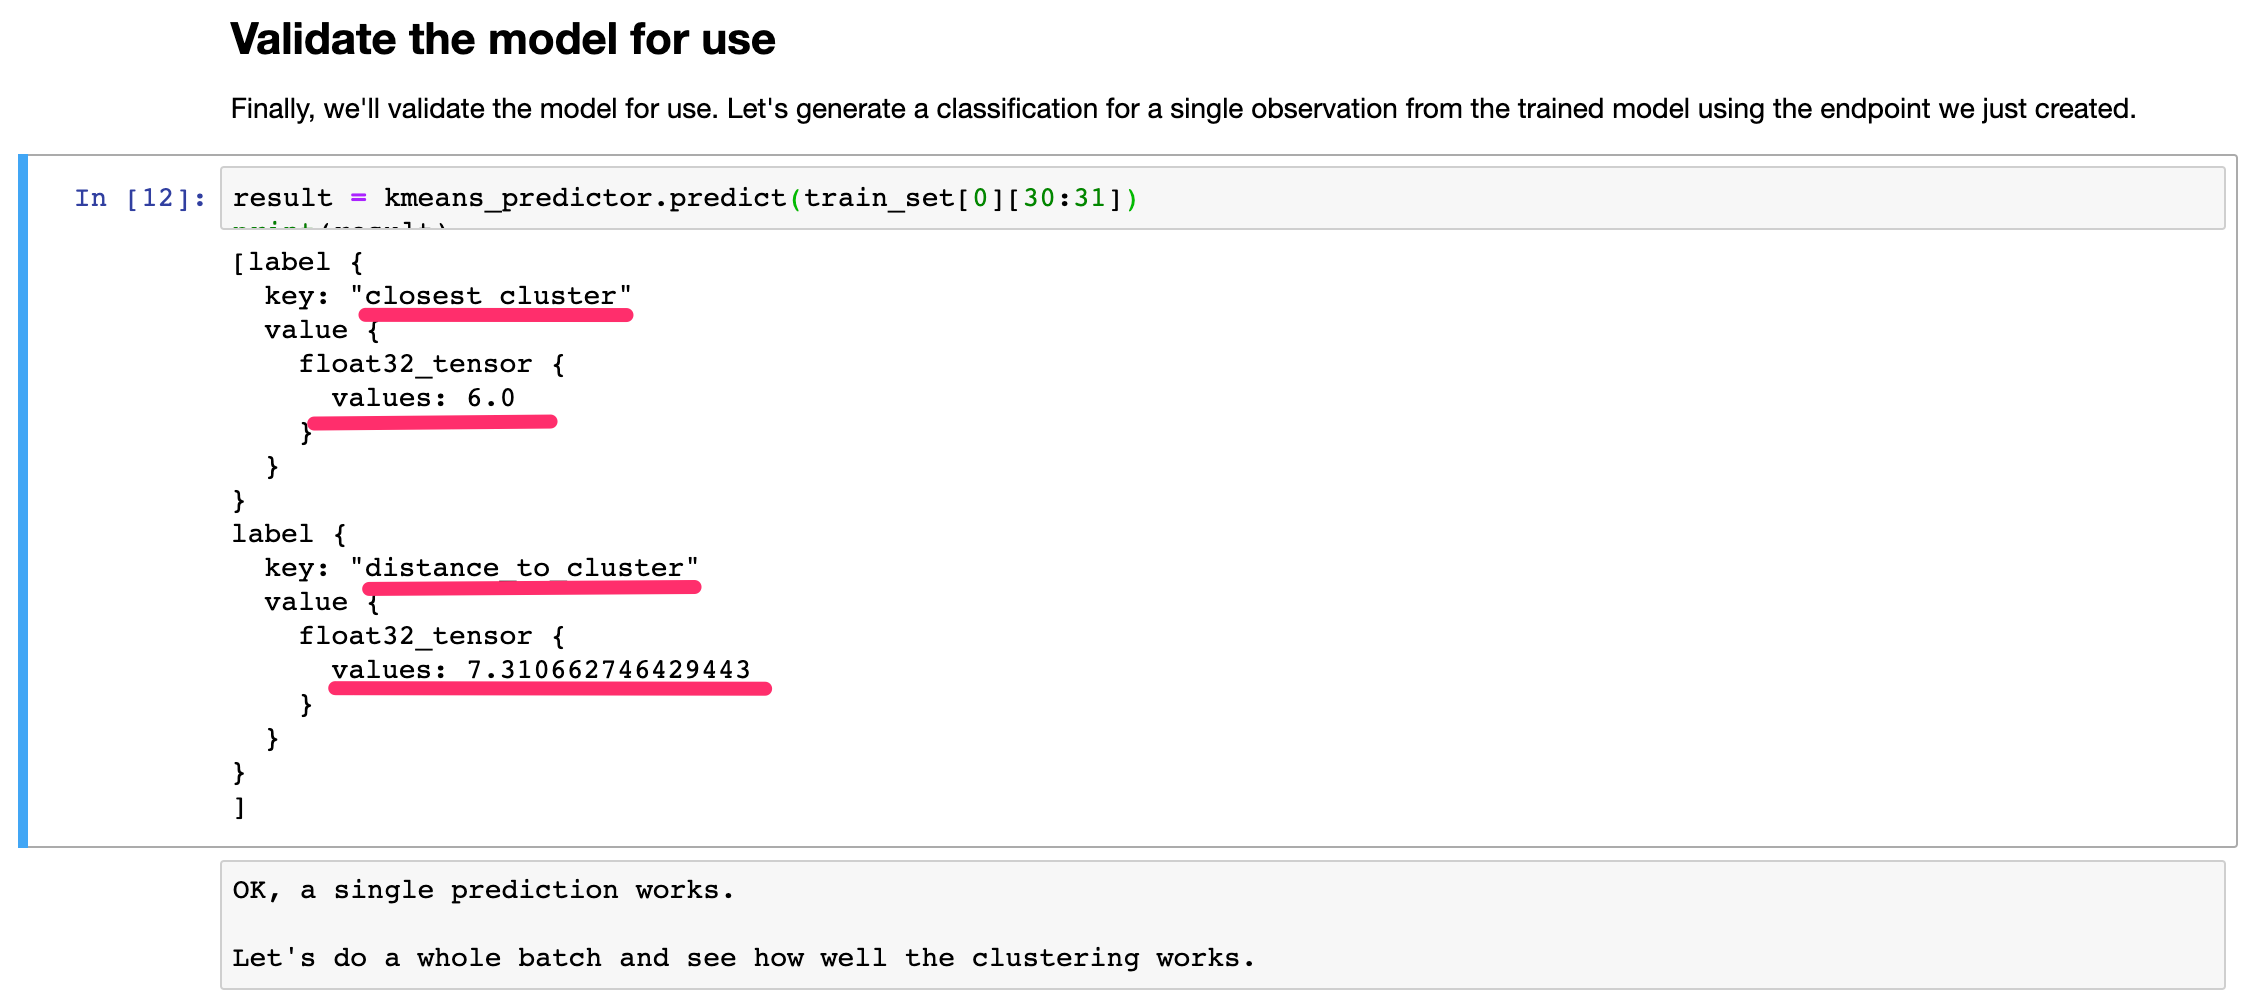 Validate the model for use
Finally, we'll validate the model for use. Let's generate a classification for a single observation from the trained model using the endpoint we just created.
In [12]: result = kmeans_predictor.predict(train_set[0][30:31])
print(result)
[label {
  key: "closest_cluster"
  value {
    float32_tensor {
      values: 6.0
    }
  }
}
label {
  key: "distance_to_cluster"
  value {
    float32_tensor {
      values: 7.310662746429443
    }
  }
}
]
OK, a single prediction works.
Let's do a whole batch and see how well the clustering works.